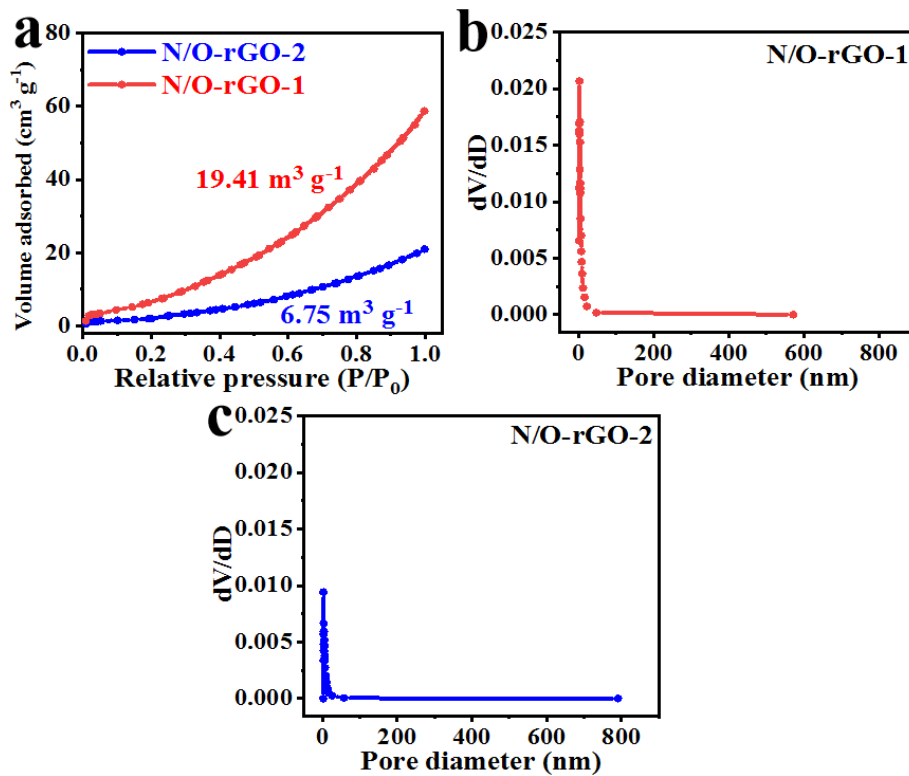 a
80
60
40
20
0
Volume adsorbed (cm³ g⁻¹)
N/O-rGO-2
N/O-rGO-1
19.41 m³ g⁻¹
6.75 m³ g⁻¹
0.0 0.2 0.4 0.6 0.8 1.0
Relative pressure (P/P₀)
b
0.025
0.020
0.015
0.010
0.005
0.000
dV/dD
N/O-rGO-1
0 200 400 600 800
Pore diameter (nm)
c
0.025
0.020
0.015
0.010
0.005
0.000
dV/dD
N/O-rGO-2
0 200 400 600 800
Pore diameter (nm)